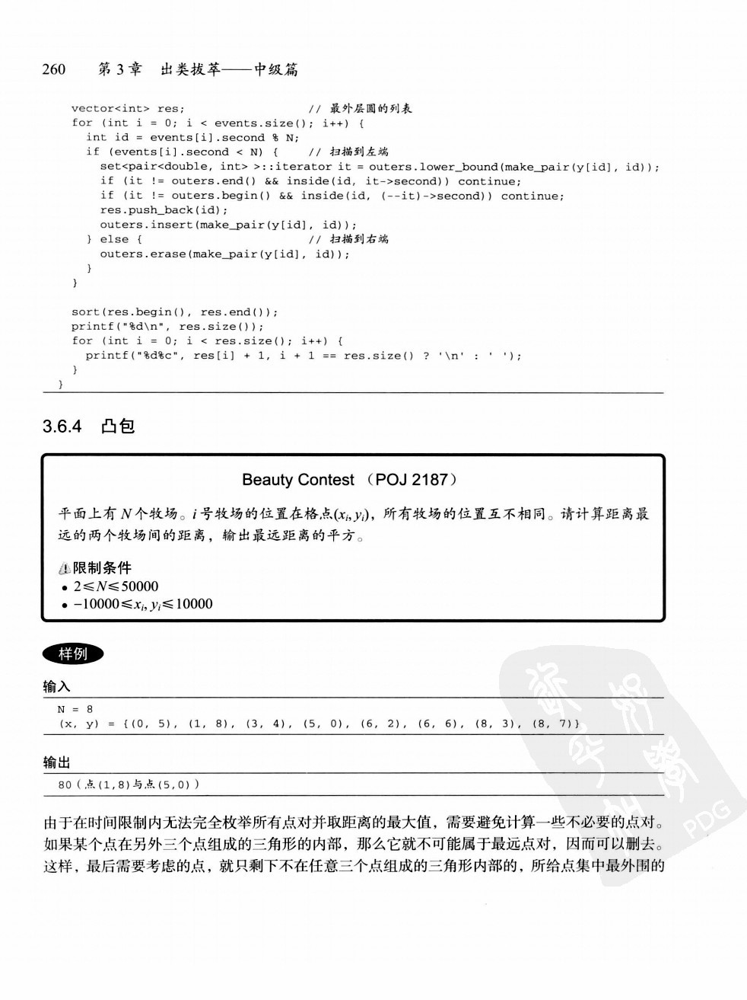 260 第 3 章 出类拔萃——中级篇
vector<int> res; // 最外层圆的列表
for (int i = 0; i < events.size(); i++) {
int id = events[i].second % N;
if (events[i].second < N) { // 扫描到左端
set<pair<double, int> >::iterator it = outers.lower_bound(make_pair(y[id], id));
if (it != outers.end() && inside(id, it->second)) continue;
if (it != outers.begin() && inside(id, (--it)->second)) continue;
res.push_back(id);
outers.insert(make_pair(y[id], id));
} else { // 扫描到右端
outers.erase(make_pair(y[id], id));
}
}
sort(res.begin(), res.end());
printf("%d\n", res.size());
for (int i = 0; i < res.size(); i++) {
printf("%d%c", res[i] + 1, i + 1 == res.size() ? '\n' : ' ');
}
}
3.6.4 凸包
Beauty Contest （POJ 2187）
平面上有 N 个牧场。i 号牧场的位置在格点(xi, yi)，所有牧场的位置互不相同。请计算距离最
远的两个牧场间的距离，输出最远距离的平方。
限制条件
• 2≤N≤50000
• −10000≤xi, yi≤10000
样例
输入
N = 8
(x, y) = {(0, 5), (1, 8), (3, 4), (5, 0), (6, 2), (6, 6), (8, 3), (8, 7)}
输出
80（点(1,8)与点(5,0)）
由于在时间限制内无法完全枚举所有点对并取距离的最大值，需要避免计算一些不必要的点对。
如果某个点在另外三个点组成的三角形的内部，那么它就不可能属于最远点对，因而可以删去。
这样，最后需要考虑的点，就只剩下不在任意三个点组成的三角形内部的，所给点集中最外围的
PDG